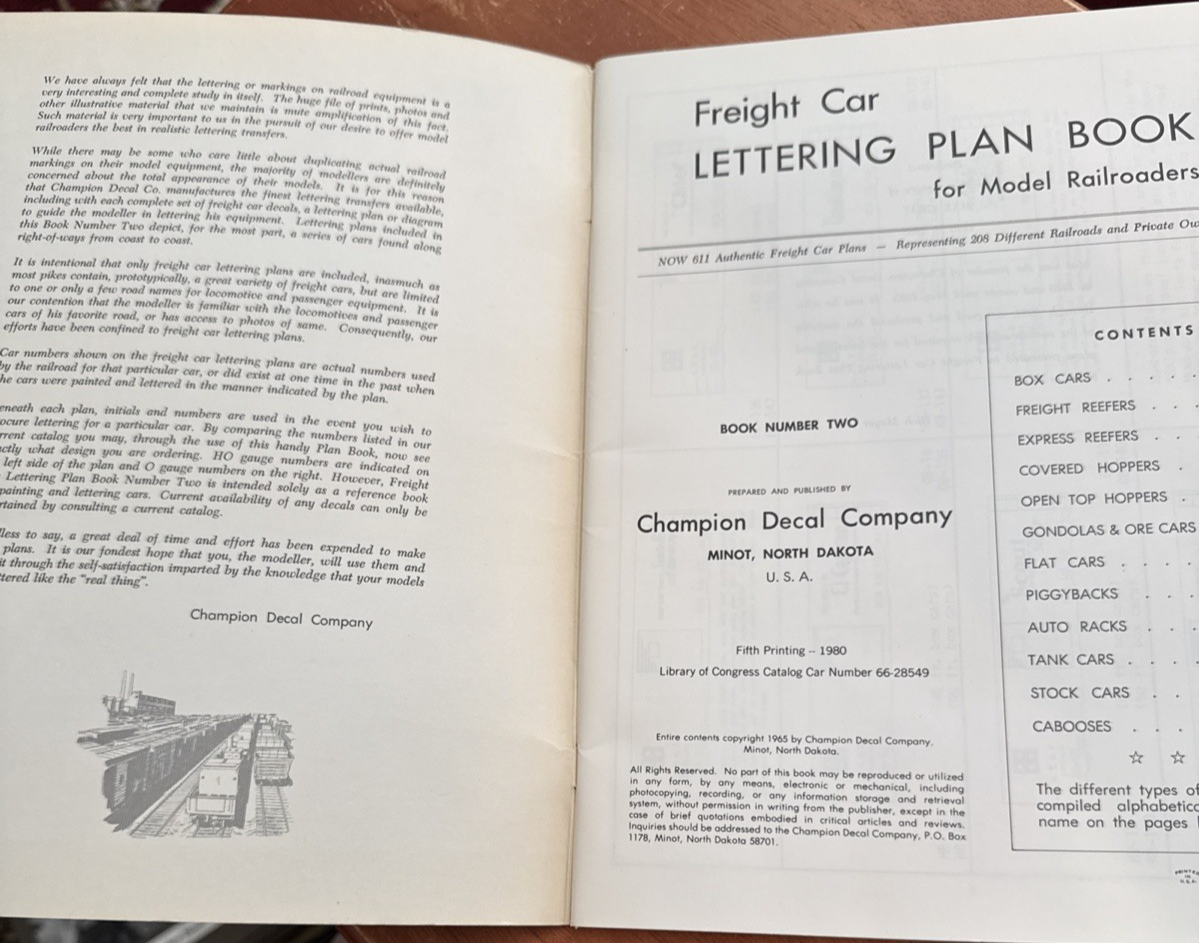 We have always felt that the lettering or markings on railroad equipment is a
very interesting and complete study in itself. The huge file of prints, photos and
other illustrative material that we maintain is mute amplification of this fact.
Such material is very important to us in the pursuit of our desire to offer model
railroaders the best in realistic lettering transfers.
While there may be some who care little about duplicating actual railroad
markings on their model equipment, the majority of modellers are definitely
concerned about the total appearance of their models. It is for this reason
that Champion Decal Co. manufactures the finest lettering transfers available,
including with each complete set of freight car decals, a lettering plan or diagram
to guide the modeller in lettering his equipment. Lettering plans included in
this Book Number Two depict, for the most part, a series of cars found along
right-of-ways from coast to coast.
It is intentional that only freight car lettering plans are included, inasmuch as
most pikes contain, prototypically, a great variety of freight cars, but are limited
to one or only a few road names for locomotive and passenger equipment. It is
our contention that the modeller is familiar with the locomotives and passenger
cars of his favorite road, or has access to photos of same. Consequently, our
efforts have been confined to freight car lettering plans.
Car numbers shown on the freight car lettering plans are actual numbers used
by the railroad for that particular car, or did exist at one time in the past when
he cars were painted and lettered in the manner indicated by the plan.
eneath each plan, initials and numbers are used in the event you wish to
ocure lettering for a particular car. By comparing the numbers listed in our
rrent catalog you may, through the use of this handy Plan Book, now see
ctly what design you are ordering. HO gauge numbers are indicated on
left side of the plan and O gauge numbers on the right. However, Freight
Lettering Plan Book Number Two is intended solely as a reference book
painting and lettering cars. Current availability of any decals can only be
rtained by consulting a current catalog.
less to say, a great deal of time and effort has been expended to make
plans. It is our fondest hope that you, the modeller, will use them and
it through the self-satisfaction imparted by the knowledge that your models
tered like the "real thing".
Champion Decal Company
Freight Car
LETTERING PLAN BOOK
for Model Railroaders
NOW 611 Authentic Freight Car Plans — Representing 208 Different Railroads and Private Ow
BOOK NUMBER TWO
PREPARED AND PUBLISHED BY
Champion Decal Company
MINOT, NORTH DAKOTA
U. S. A.
Fifth Printing -- 1980
Library of Congress Catalog Car Number 66-28549
Entire contents copyright 1965 by Champion Decal Company,
Minot, North Dakota.
All Rights Reserved. No part of this book may be reproduced or utilized
in any form, by any means, electronic or mechanical, including
photocopying, recording, or any information storage and retrieval
system, without permission in writing from the publisher, except in the
case of brief quotations embodied in critical articles and reviews.
Inquiries should be addressed to the Champion Decal Company, P.O. Box
1178, Minot, North Dakota 58701.
CONTENTS
BOX CARS . . . . .
FREIGHT REEFERS . . .
EXPRESS REEFERS . .
COVERED HOPPERS .
OPEN TOP HOPPERS .
GONDOLAS & ORE CARS
FLAT CARS . . . .
PIGGYBACKS . . .
AUTO RACKS . . .
TANK CARS . . . .
STOCK CARS . .
CABOOSES . . .
☆ ☆
The different types of
compiled alphabetic
name on the pages
PRINTED
IN
U.S.A.